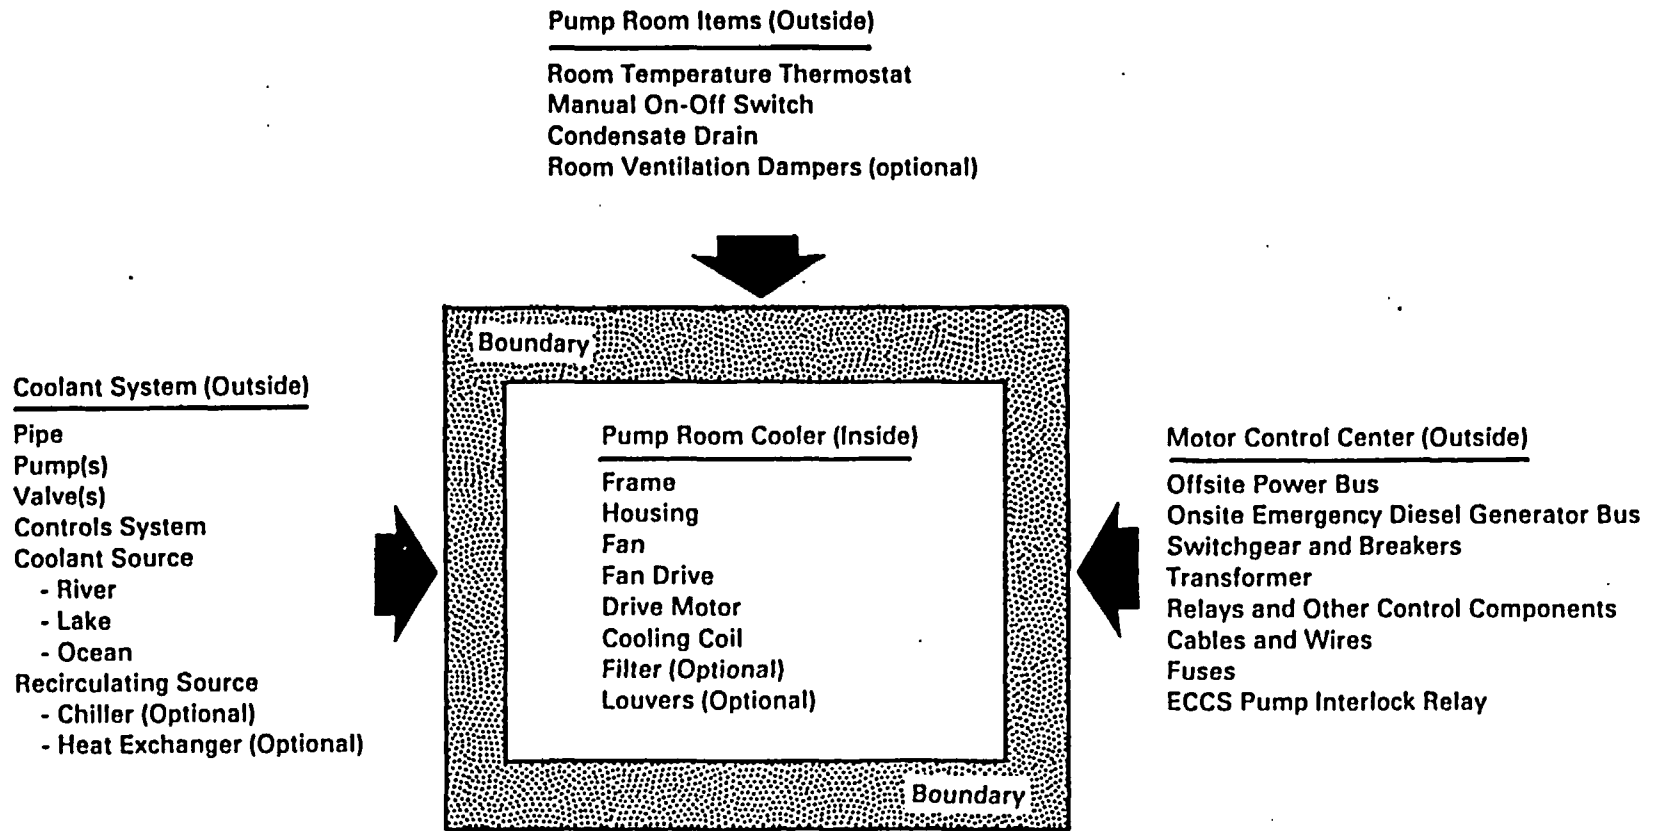 Pump Room Items (Outside)
Room Temperature Thermostat
Manual On-Off Switch
Condensate Drain
Room Ventilation Dampers (optional)
Boundary
Coolant System (Outside)
Pipe
Pump(s)
Valve(s)
Controls System
Coolant Source
- River
- Lake
- Ocean
Recirculating Source
- Chiller (Optional)
- Heat Exchanger (Optional)
Pump Room Cooler (Inside)
Frame
Housing
Fan
Fan Drive
Drive Motor
Cooling Coil
Filter (Optional)
Louvers (Optional)
Motor Control Center (Outside)
Offsite Power Bus
Onsite Emergency Diesel Generator Bus
Switchgear and Breakers
Transformer
Relays and Other Control Components
Cables and Wires
Fuses
ECCS Pump Interlock Relay
Boundary